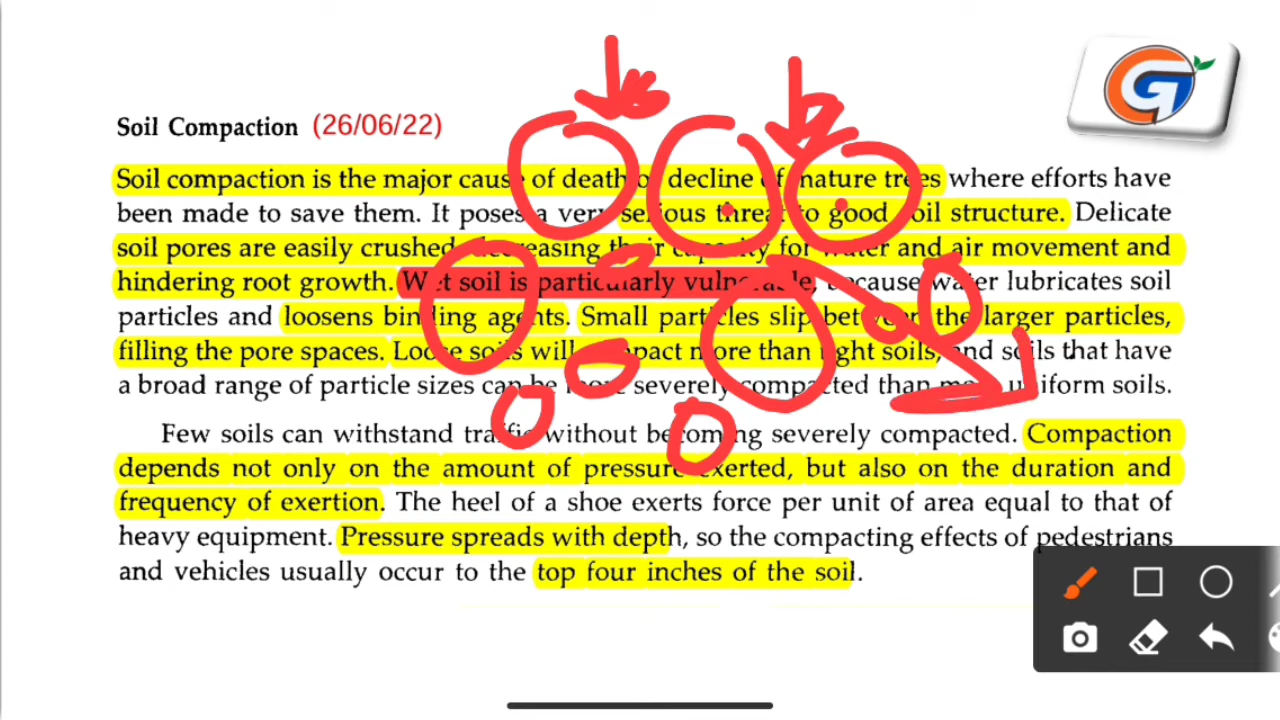 Soil Compaction (26/06/22)
Soil compaction is the major cause of death or decline of mature trees where efforts have
been made to save them. It poses a very serious threat to good soil structure. Delicate
soil pores are easily crushed, decreasing their capacity for water and air movement and
hindering root growth. Wet soil is particularly vulnerable, because water lubricates soil
particles and loosens binding agents. Small particles slip between the larger particles,
filling the pore spaces. Loose soils will compact more than tight soils, and soils that have
a broad range of particle sizes can be more severely compacted than more uniform soils.
Few soils can withstand traffic without becoming severely compacted. Compaction
depends not only on the amount of pressure exerted, but also on the duration and
frequency of exertion. The heel of a shoe exerts force per unit of area equal to that of
heavy equipment. Pressure spreads with depth, so the compacting effects of pedestrians
and vehicles usually occur to the top four inches of the soil.